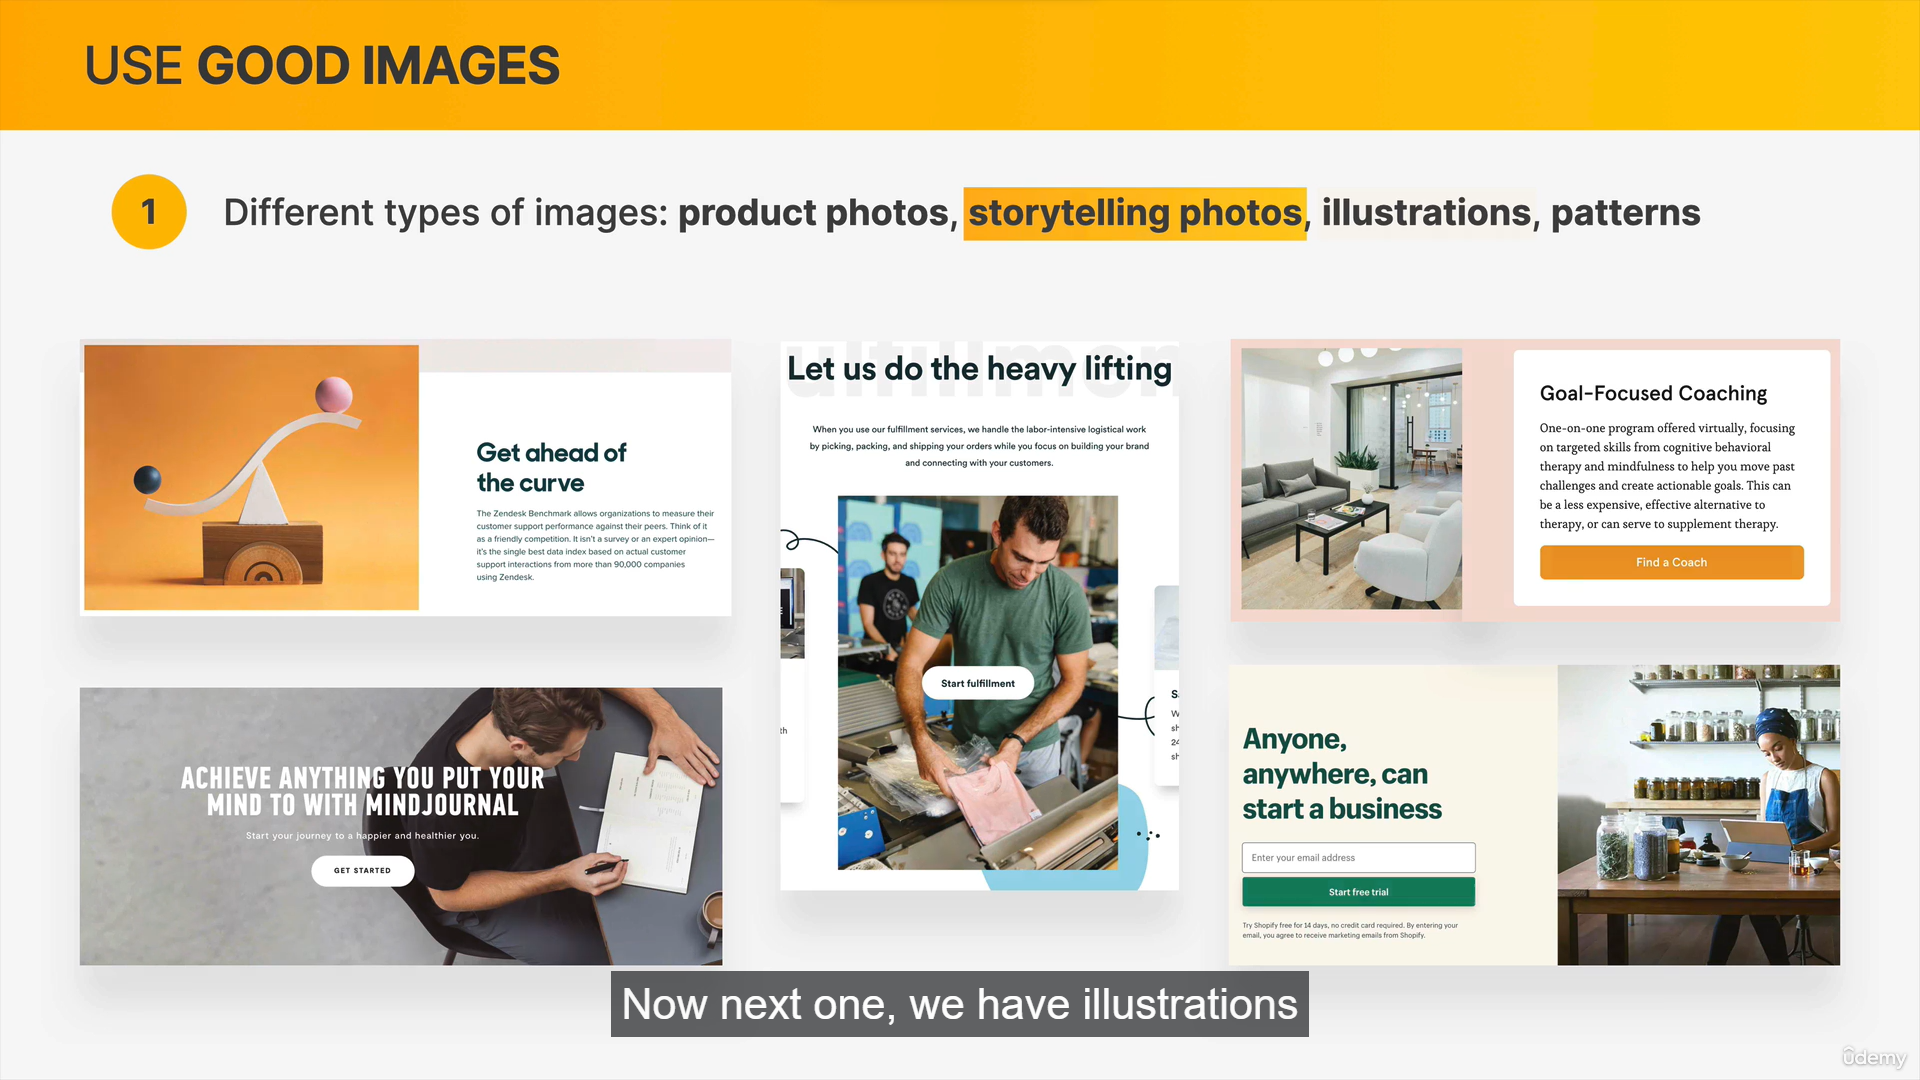 USE GOOD IMAGES
1
Different types of images: product photos, storytelling photos, illustrations, patterns
Get ahead of
the curve
The Zendesk Benchmark allows organizations to measure their
customer support performance against their peers. Think of it
as a friendly competition. It isn't a survey or an expert opinion—
it's the single best data index based on actual customer
support interactions from more than 90,000 companies
using Zendesk.
ACHIEVE ANYTHING YOU PUT YOUR
MIND TO WITH MINDJOURNAL
Start your journey to a happier and healthier you.
GET STARTED
Let us do the heavy lifting
When you use our fulfillment services, we handle the labor-intensive logistical work
by picking, packing, and shipping your orders while you focus on building your brand
and connecting with your customers.
Start fulfillment
th
S
W
sh
24
sh
Goal-Focused Coaching
One-on-one program offered virtually, focusing
on targeted skills from cognitive behavioral
therapy and mindfulness to help you move past
challenges and create actionable goals. This can
be a less expensive, effective alternative to
therapy, or can serve to supplement therapy.
Find a Coach
Anyone,
anywhere, can
start a business
Enter your email address
Start free trial
Try Shopify free for 14 days, no credit card required. By entering your
email, you agree to receive marketing emails from Shopify.
Now next one, we have illustrations
ûdemy